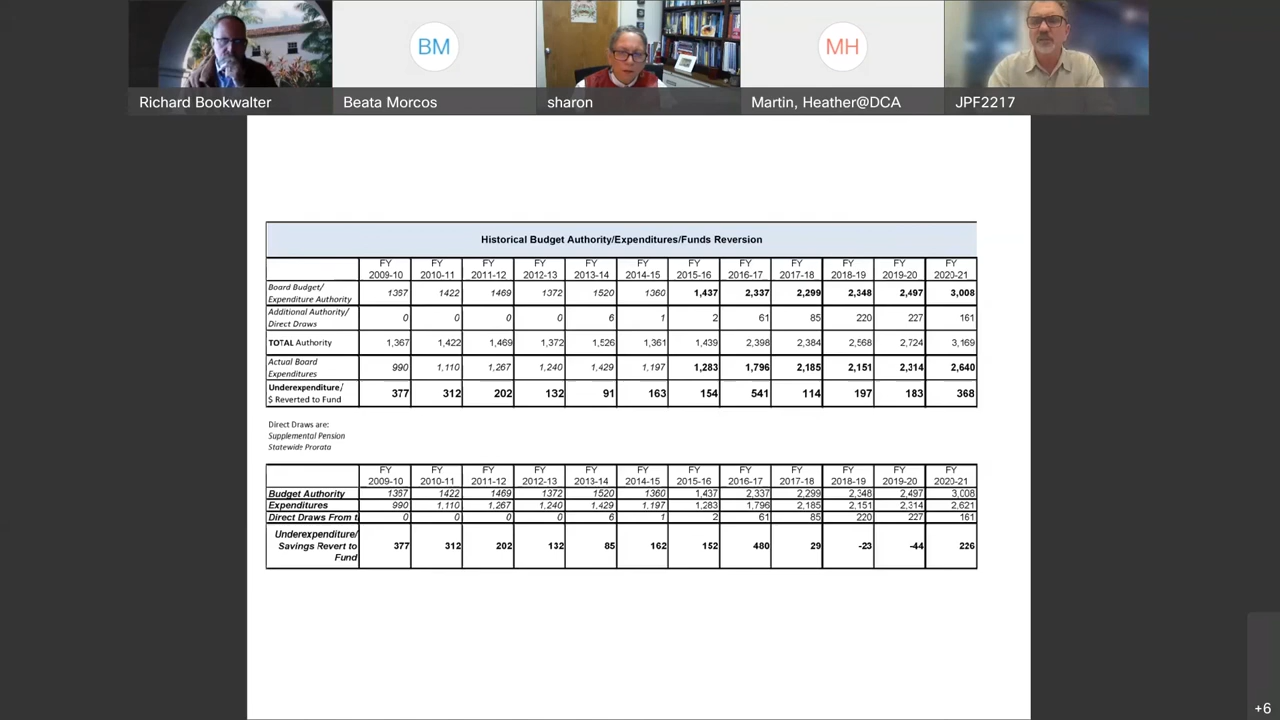 BM
MH
Richard Bookwalter
Beata Morcos
sharon
Martin, Heather@DCA
JPF2217
Historical Budget Authority/Expenditures/Funds Reversion
FY 2009-10 FY 2010-11 FY 2011-12 FY 2012-13 FY 2013-14 FY 2014-15 FY 2015-16 FY 2016-17 FY 2017-18 FY 2018-19 FY 2019-20 FY 2020-21
Board Budget/ Expenditure Authority 1367 1422 1469 1372 1520 1360 1,437 2,337 2,299 2,348 2,497 3,008
Additional Authority/ Direct Draws 0 0 0 0 6 1 2 61 85 220 227 161
TOTAL Authority 1,367 1,422 1,469 1,372 1,526 1,361 1,439 2,398 2,384 2,568 2,724 3,169
Actual Board Expenditures 990 1,110 1,267 1,240 1,429 1,197 1,283 1,796 2,185 2,151 2,314 2,640
Underexpenditure/ $ Reverted to Fund 377 312 202 132 91 163 154 541 114 197 183 368
Direct Draws are:
Supplemental Pension
Statewide Prorata
FY 2009-10 FY 2010-11 FY 2011-12 FY 2012-13 FY 2013-14 FY 2014-15 FY 2015-16 FY 2016-17 FY 2017-18 FY 2018-19 FY 2019-20 FY 2020-21
Budget Authority 1367 1422 1469 1372 1520 1360 1,437 2,337 2,299 2,348 2,497 3,008
Expenditures 990 1,110 1,267 1,240 1,429 1,197 1,283 1,796 2,185 2,151 2,314 2,621
Direct Draws From t 0 0 0 0 6 1 2 61 85 220 227 161
Underexpenditure/ Savings Revert to Fund 377 312 202 132 85 162 152 480 29 -23 -44 226
+6